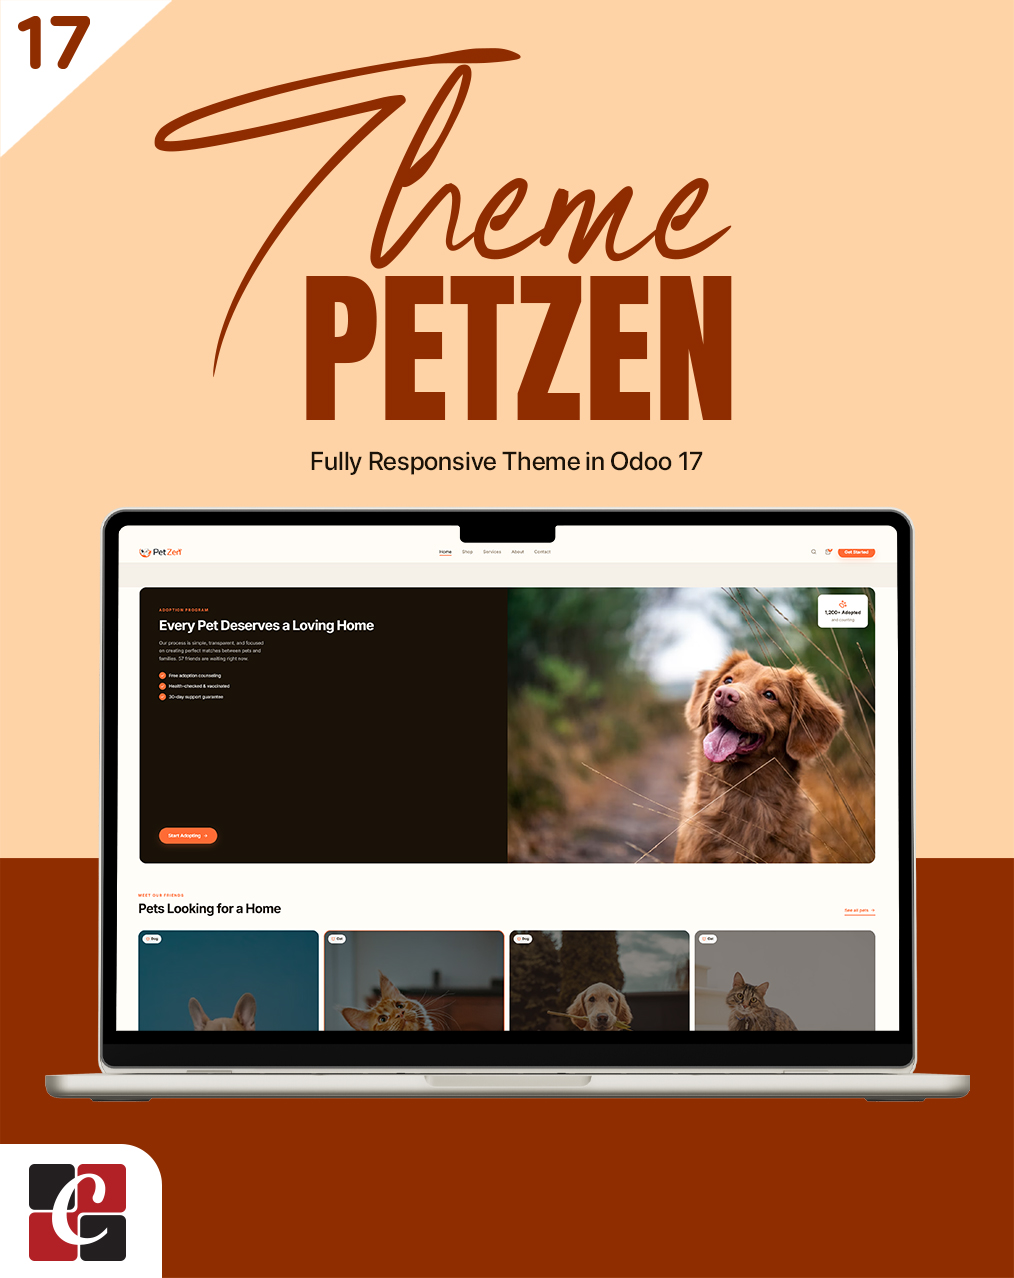 17
Theme
PETZEN
Fully Responsive Theme in Odoo 17
PetZen
Home Shop Services About Contact
Get Started
ADOPTION PROGRAM
Every Pet Deserves a Loving Home
Our process is simple, transparent, and focused
on creating perfect matches between pets and
families. 57 friends are waiting right now.
Free adoption counseling
Health-checked & vaccinated
30-day support guarantee
Start Adopting →
1,200+ Adopted
and counting
MEET OUR FRIENDS
Pets Looking for a Home
See all pets →
Dog
Cat
Dog
Cat
C